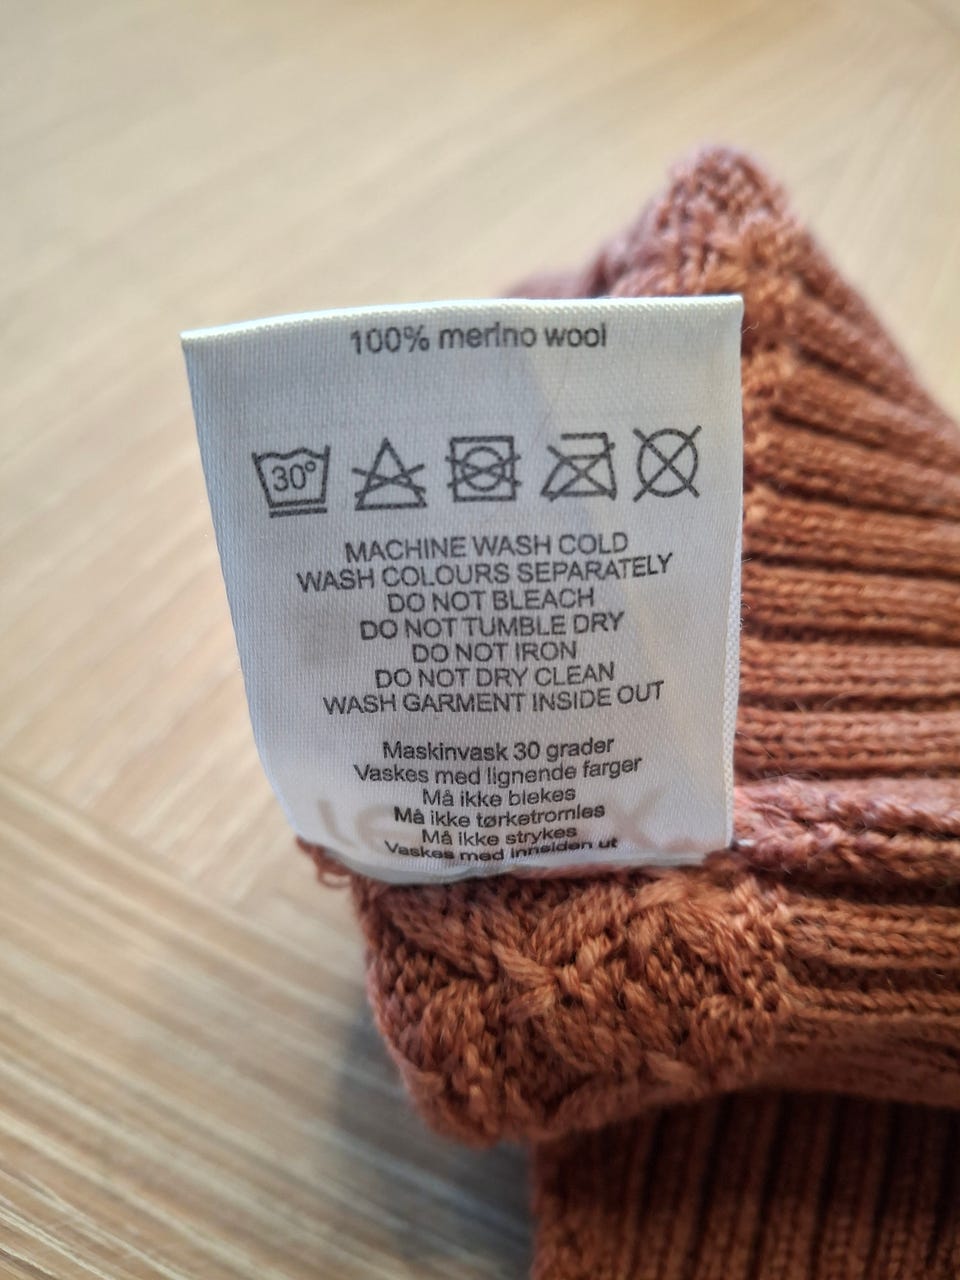 100% merino wool
30°
MACHINE WASH COLD
WASH COLOURS SEPARATELY
DO NOT BLEACH
DO NOT TUMBLE DRY
DO NOT IRON
DO NOT DRY CLEAN
WASH GARMENT INSIDE OUT
Maskinvask 30 grader
Vaskes med lignende farger
Må ikke blekes
Må ikke tørketromles
Må ikke strykes
Vaskes med innsiden ut